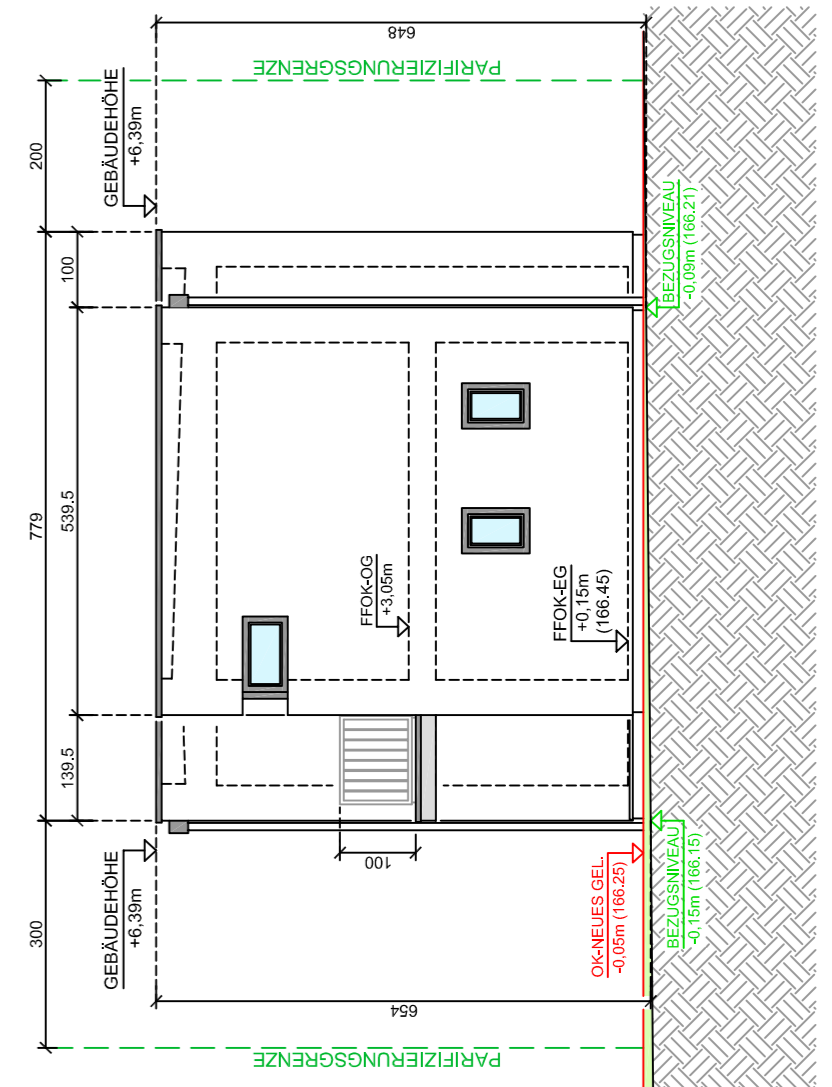 648
PARIFIZIERUNGSGRENZE
GEBÄUDEHÖHE
+6,39m
200
100
BEZUGSNIVEAU
-0,09m (166.21)
779
539.5
FFOK-OG
+3,05m
FFOK-EG
+0,15m
(166.45)
139.5
100
GEBÄUDEHÖHE
+6,39m
300
OK-NEUES GEL.
-0,05m (166.25)
BEZUGSNIVEAU
-0,15m (166.15)
654
PARIFIZIERUNGSGRENZE